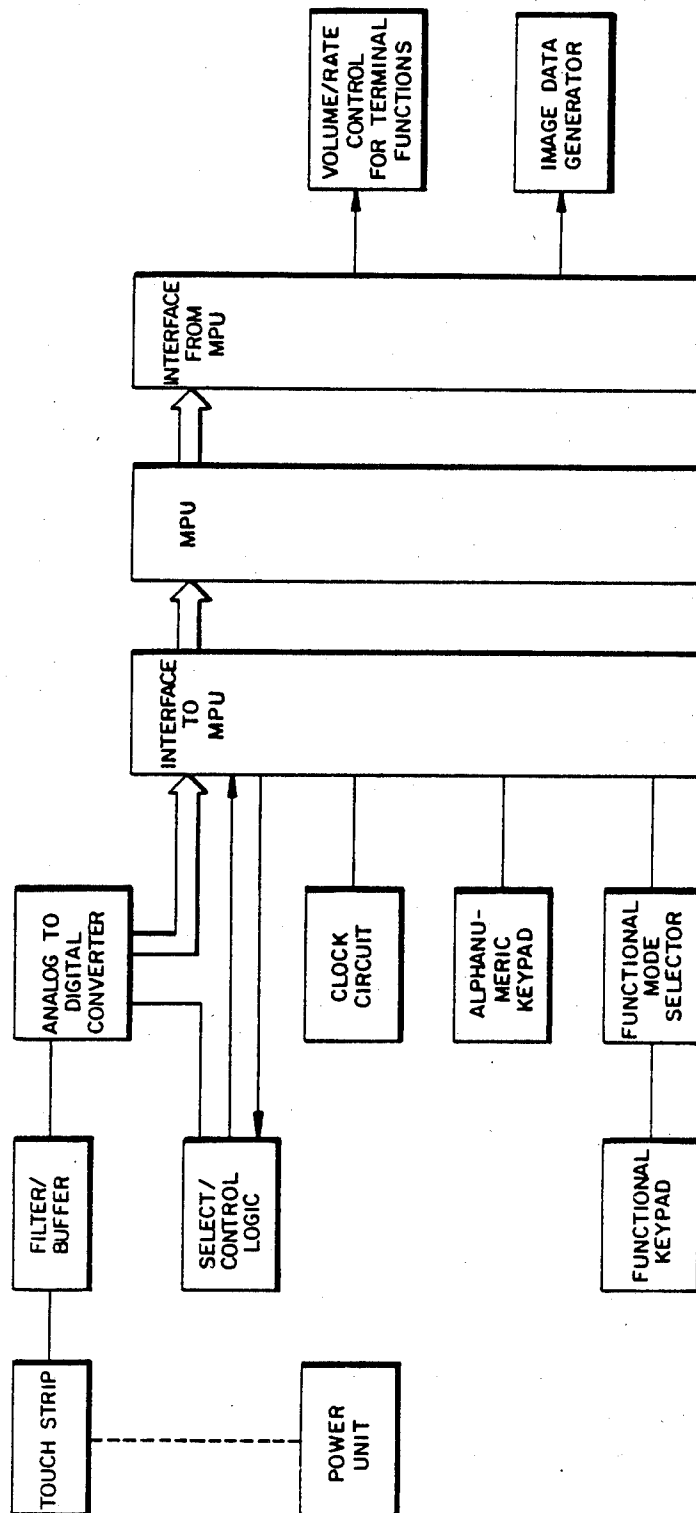 TOUCH STRIP
FILTER/
BUFFER
ANALOG TO
DIGITAL
CONVERTER
INTERFACE
TO
MPU
MPU
INTERFACE
FROM
MPU
VOLUME/RATE
CONTROL
FOR TERMINAL
FUNCTIONS
IMAGE DATA
GENERATOR
SELECT/
CONTROL
LOGIC
POWER
UNIT
CLOCK
CIRCUIT
ALPHANU-
MERIC
KEYPAD
FUNCTIONAL
MODE
SELECTOR
FUNCTIONAL
KEYPAD